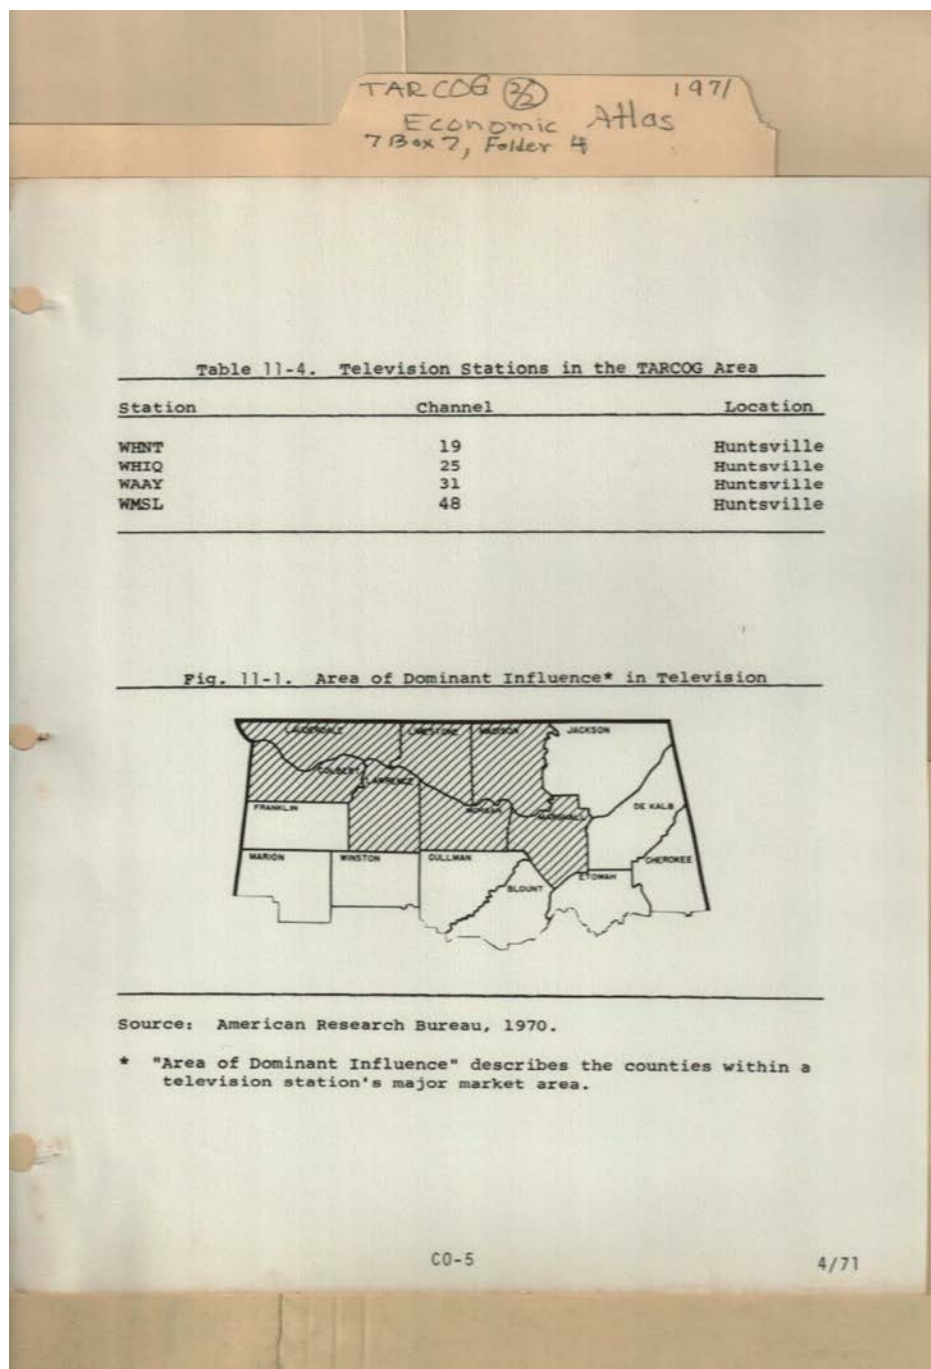 TARCOG 2/2 1971
Economic Atlas
7 Box 7, Folder 4
Table 11-4. Television Stations in the TARCOG Area
Station Channel Location
WHNT 19 Huntsville
WHIQ 25 Huntsville
WAAY 31 Huntsville
WMSL 48 Huntsville
Fig. 11-1. Area of Dominant Influence* in Television
LAUDERDALE LIMESTONE MADISON JACKSON
COLBERT LAWRENCE
FRANKLIN MORGAN MARSHALL DE KALB
MARION WINSTON CULLMAN CHEROKEE
BLOUNT ETOWAH
Source: American Research Bureau, 1970.
* "Area of Dominant Influence" describes the counties within a
television station's major market area.
CO-5 4/71